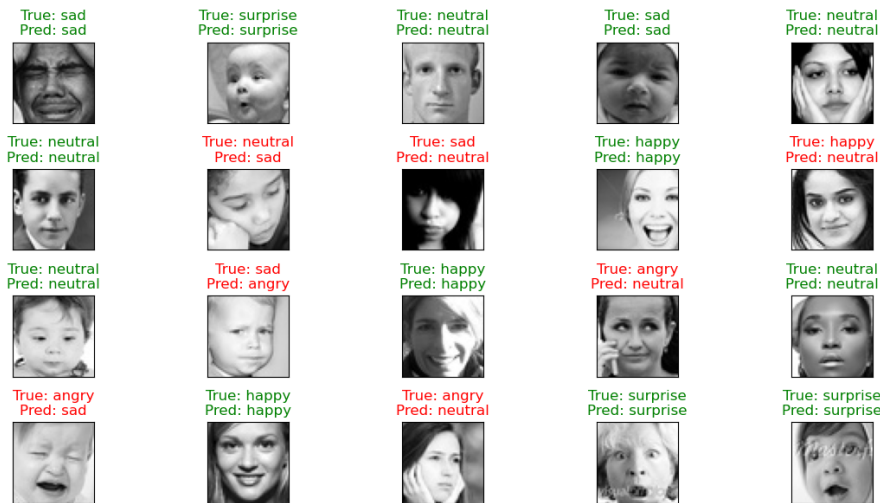 True: sad
Pred: sad
True: surprise
Pred: surprise
True: neutral
Pred: neutral
True: sad
Pred: sad
True: neutral
Pred: neutral
True: neutral
Pred: neutral
True: neutral
Pred: sad
True: sad
Pred: neutral
True: happy
Pred: happy
True: happy
Pred: neutral
True: neutral
Pred: neutral
True: sad
Pred: angry
True: happy
Pred: happy
True: angry
Pred: neutral
True: neutral
Pred: neutral
True: angry
Pred: sad
True: happy
Pred: happy
True: angry
Pred: neutral
True: surprise
Pred: surprise
True: surprise
Pred: surprise